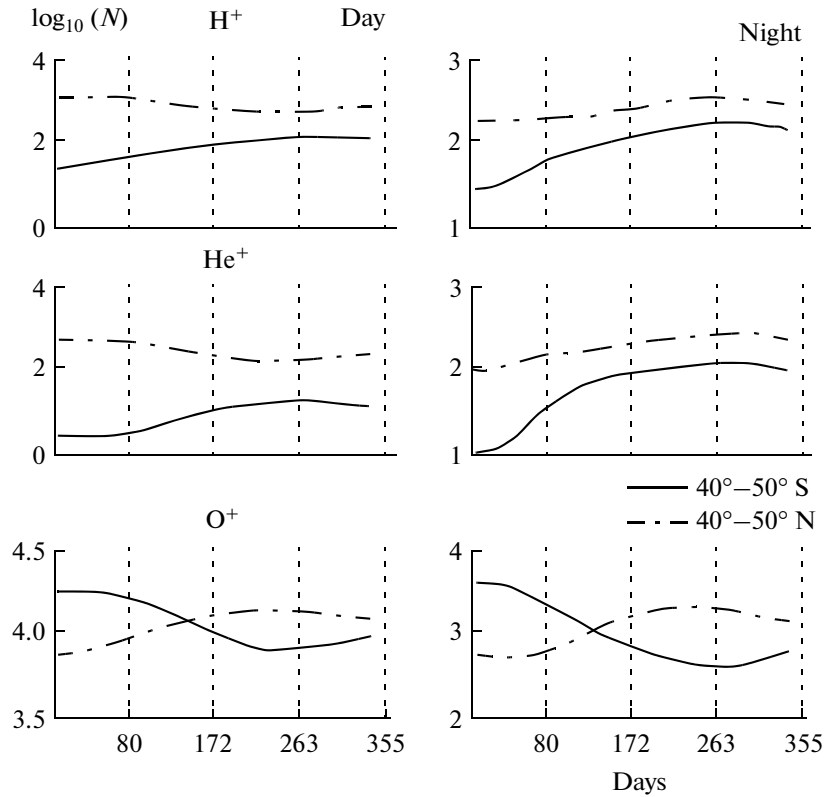 log₁₀ (N) H⁺ Day Night
4 3
2 2
0 1
He⁺
4 3
2 2
0 1
40°–50° S
O⁺ 40°–50° N
4.5 4
4.0 3
3.5 2
80 172 263 355 80 172 263 355
Days